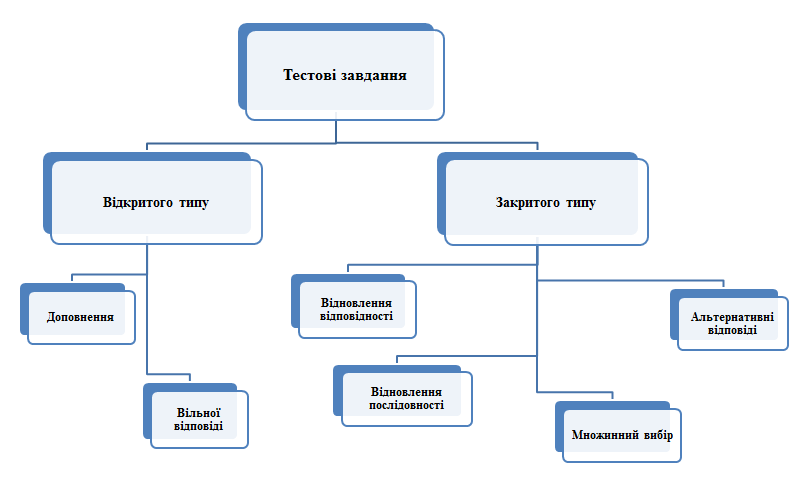 Тестові завдання
Відкритого типу
Закритого типу
Доповнення
Вільної
відповіді
Відновлення
відповідності
Відновлення
послідовності
Множинний вибір
Альтернативні
відповіді